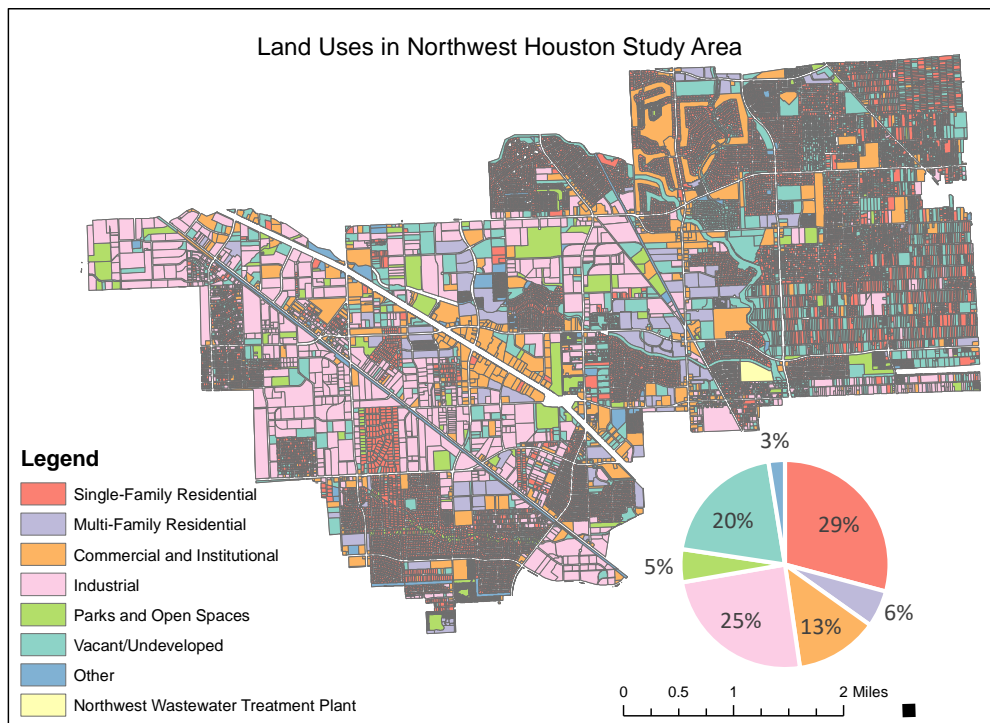 Land Uses in Northwest Houston Study Area
Legend
Single-Family Residential
Multi-Family Residential
Commercial and Institutional
Industrial
Parks and Open Spaces
Vacant/Undeveloped
Other
Northwest Wastewater Treatment Plant
3%
29%
20%
5%
6%
25%
13%
0 0.5 1 2 Miles